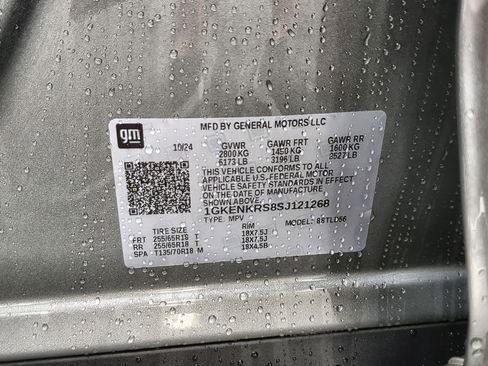 gm
MFD BY GENERAL MOTORS LLC
10/24 GVWR GAWR FRT GAWR RR
2800 KG 1450 KG 1600 KG
6173 LB 3196 LB 3527 LB
THIS VEHICLE CONFORMS TO ALL
APPLICABLE U.S. FEDERAL MOTOR
VEHICLE SAFETY STANDARDS IN EFFECT
ON THE DATE OF MANUFACTURE
1GKENKRS8SJ121268
TYPE: MPV MODEL:
TIRE SIZE RIM
FRT 255/65R18 T 18X7.5J
RR 255/65R18 T 18X7.5J
SPA T135/70R18 M 18X4.5B